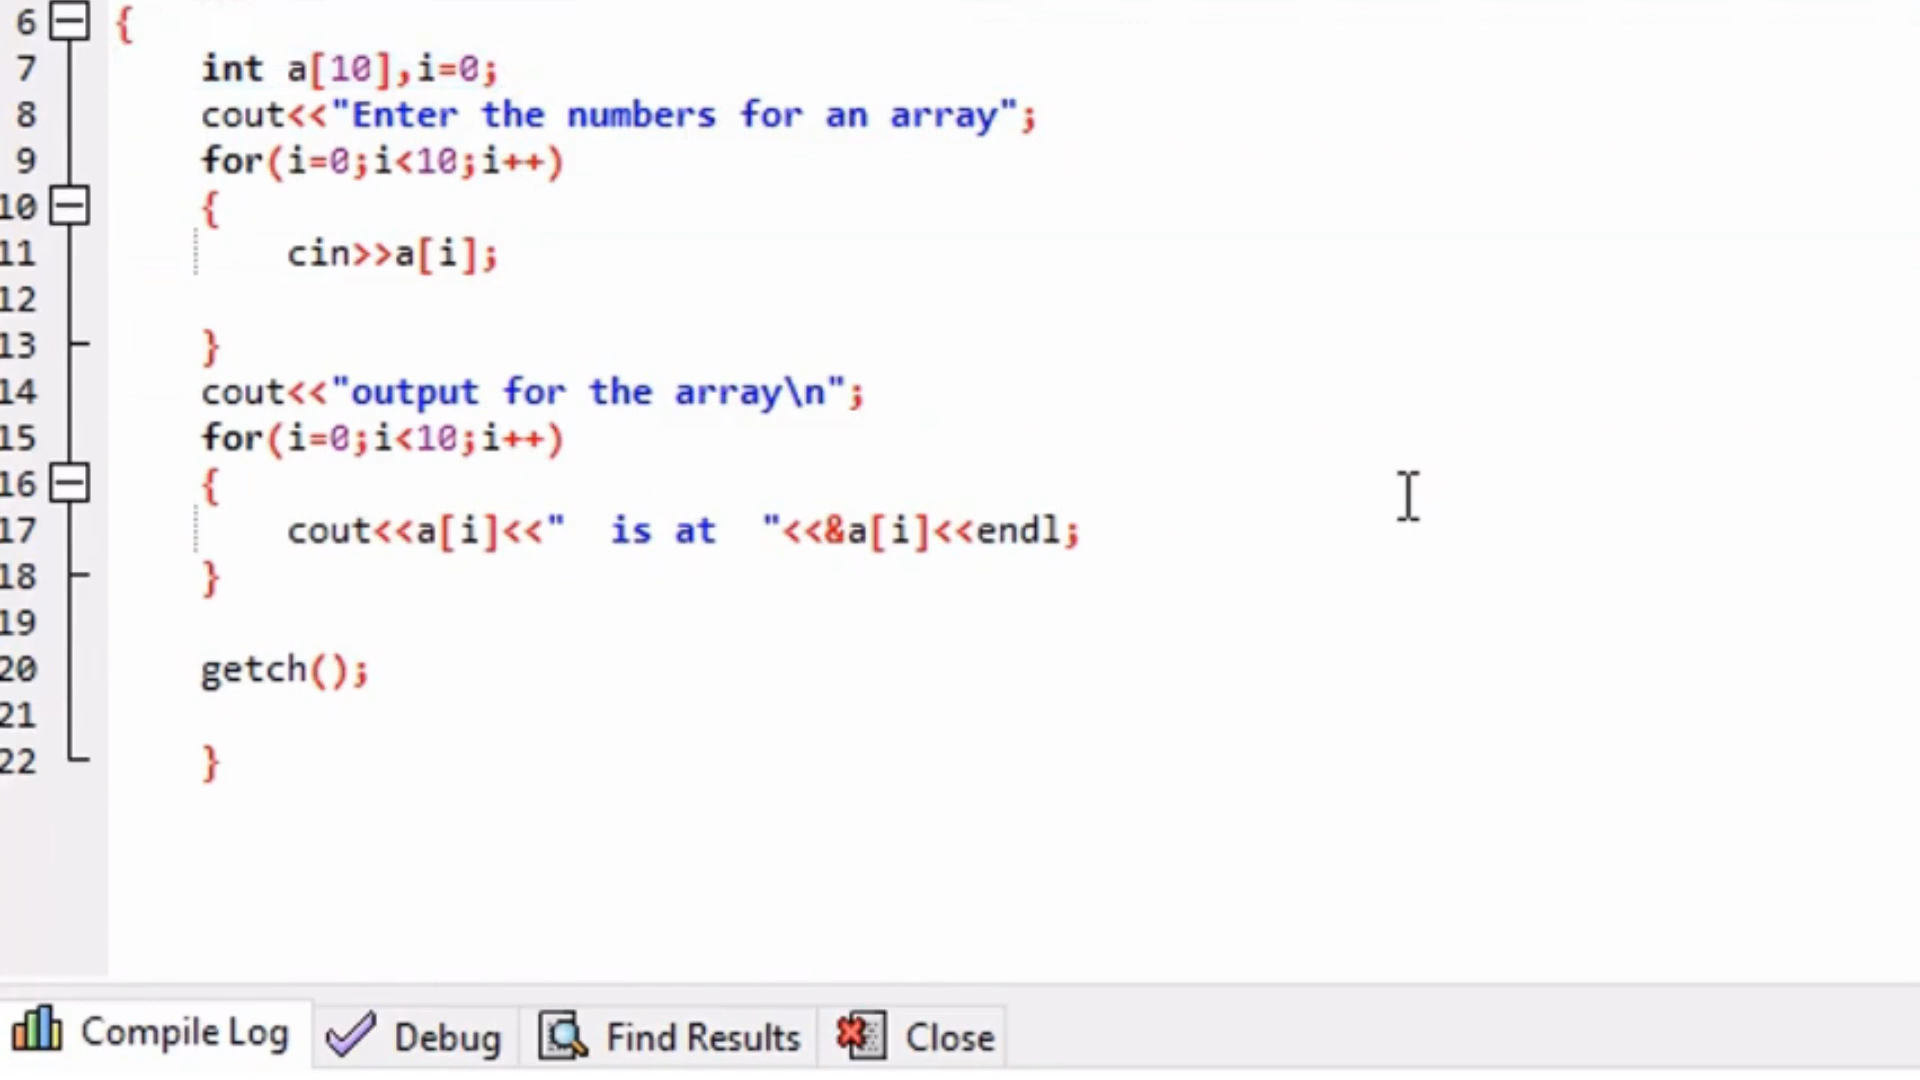 6 {
7 int a[10],i=0;
8 cout<<"Enter the numbers for an array";
9 for(i=0;i<10;i++)
10 {
11 cin>>a[i];
12
13 }
14 cout<<"output for the array\n";
15 for(i=0;i<10;i++)
16 {
17 cout<<a[i]<<"  is at  "<<&a[i]<<endl;
18 }
19
20 getch();
21
22 }
Compile Log Debug Find Results Close